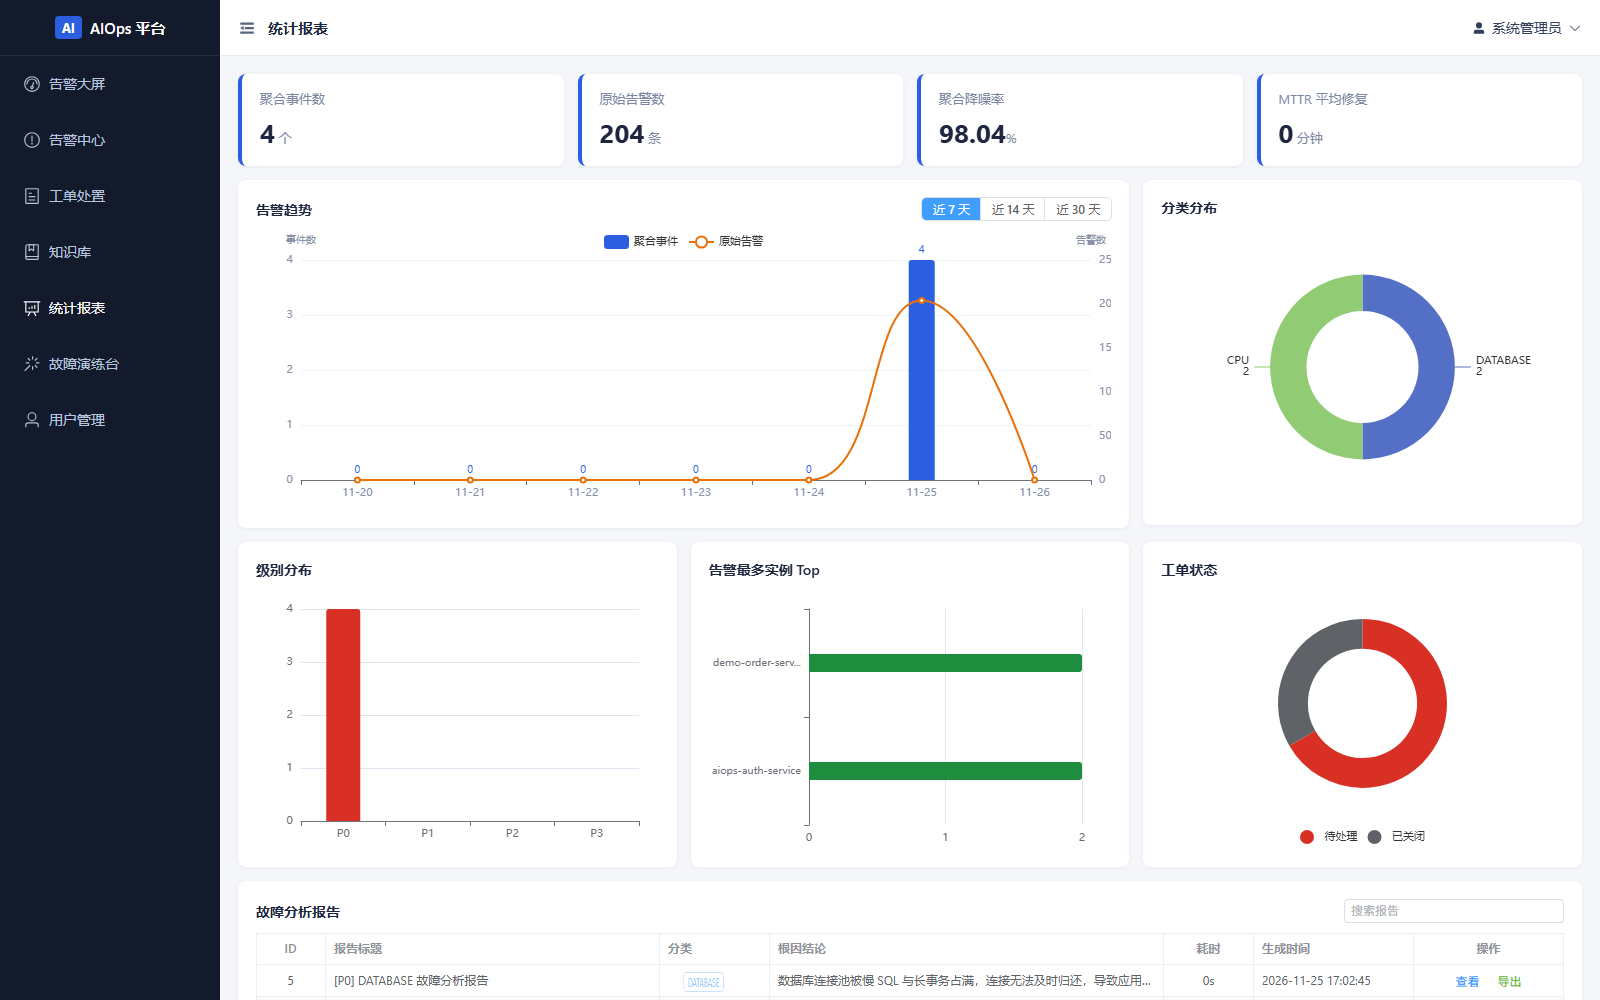 AI AIOps 平台
告警大屏
告警中心
工单处置
知识库
统计报表
故障演练台
用户管理
统计报表
系统管理员
聚合事件数
4 个
原始告警数
204 条
聚合降噪率
98.04%
MTTR 平均修复
0 分钟
告警趋势
近 7 天 近 14 天 近 30 天
事件数
聚合事件 原始告警
告警数
4
4
3
2
1
0
25
20
15
10
50
0
0 0 0 0 0 0
11-20 11-21 11-22 11-23 11-24 11-25 11-26
分类分布
CPU
2
DATABASE
2
级别分布
4
3
2
1
0
P0 P1 P2 P3
告警最多实例 Top
demo-order-serv...
aiops-auth-service
0 1 2
工单状态
待处理 已关闭
故障分析报告
搜索报告
ID 报告标题 分类 根因结论 耗时 生成时间 操作
5 [P0] DATABASE 故障分析报告 DATABASE 数据库连接池被慢 SQL 与长事务占满，连接无法及时归还，导致应用... 0s 2026-11-25 17:02:45 查看 导出